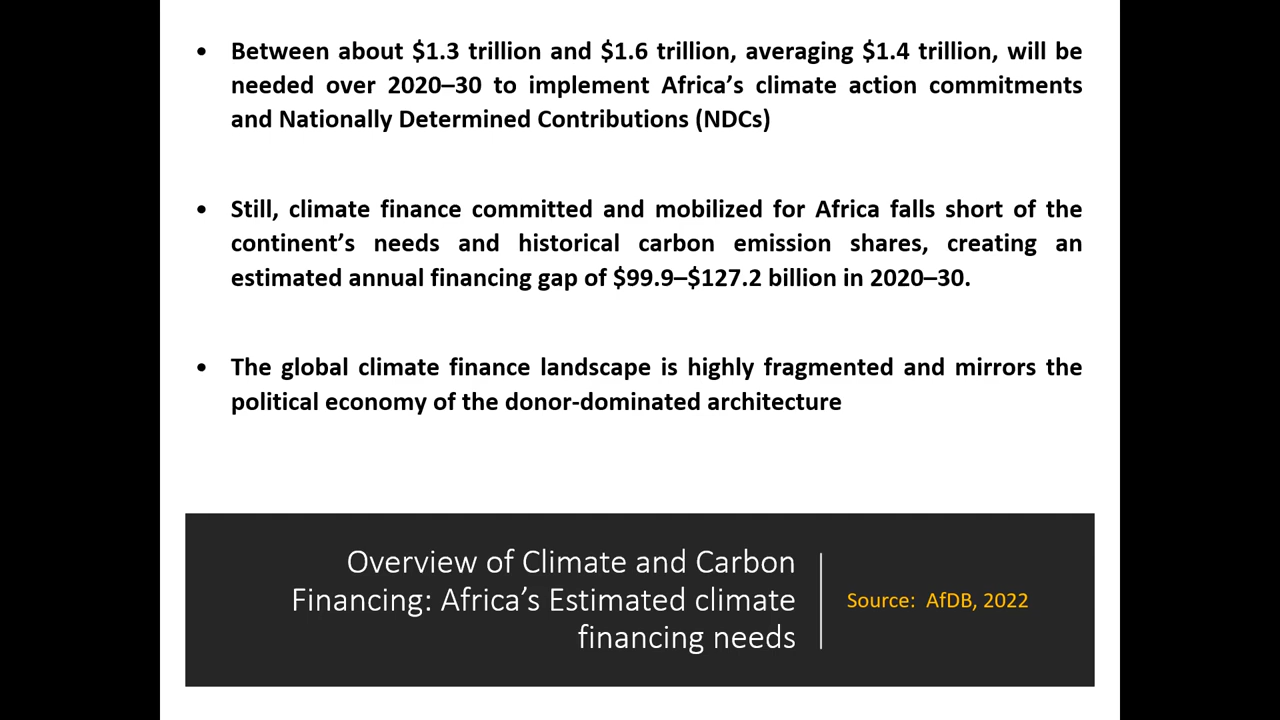 • Between about $1.3 trillion and $1.6 trillion, averaging $1.4 trillion, will be
needed over 2020–30 to implement Africa’s climate action commitments
and Nationally Determined Contributions (NDCs)
• Still, climate finance committed and mobilized for Africa falls short of the
continent’s needs and historical carbon emission shares, creating an
estimated annual financing gap of $99.9–$127.2 billion in 2020–30.
• The global climate finance landscape is highly fragmented and mirrors the
political economy of the donor-dominated architecture
Overview of Climate and Carbon
Financing: Africa’s Estimated climate
financing needs
Source: AfDB, 2022